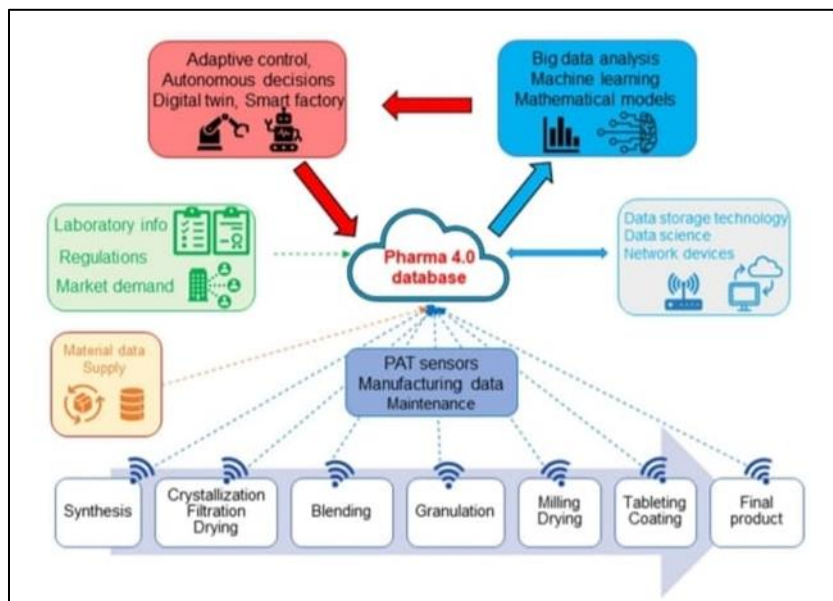 Adaptive control,
Autonomous decisions
Digital twin, Smart factory
Big data analysis
Machine learning
Mathematical models
Laboratory info
Regulations
Market demand
Pharma 4.0
database
Data storage technology
Data science
Network devices
Material data
Supply
PAT sensors
Manufacturing data
Maintenance
Synthesis
Crystallization
Filtration
Drying
Blending
Granulation
Milling
Drying
Tableting
Coating
Final
product